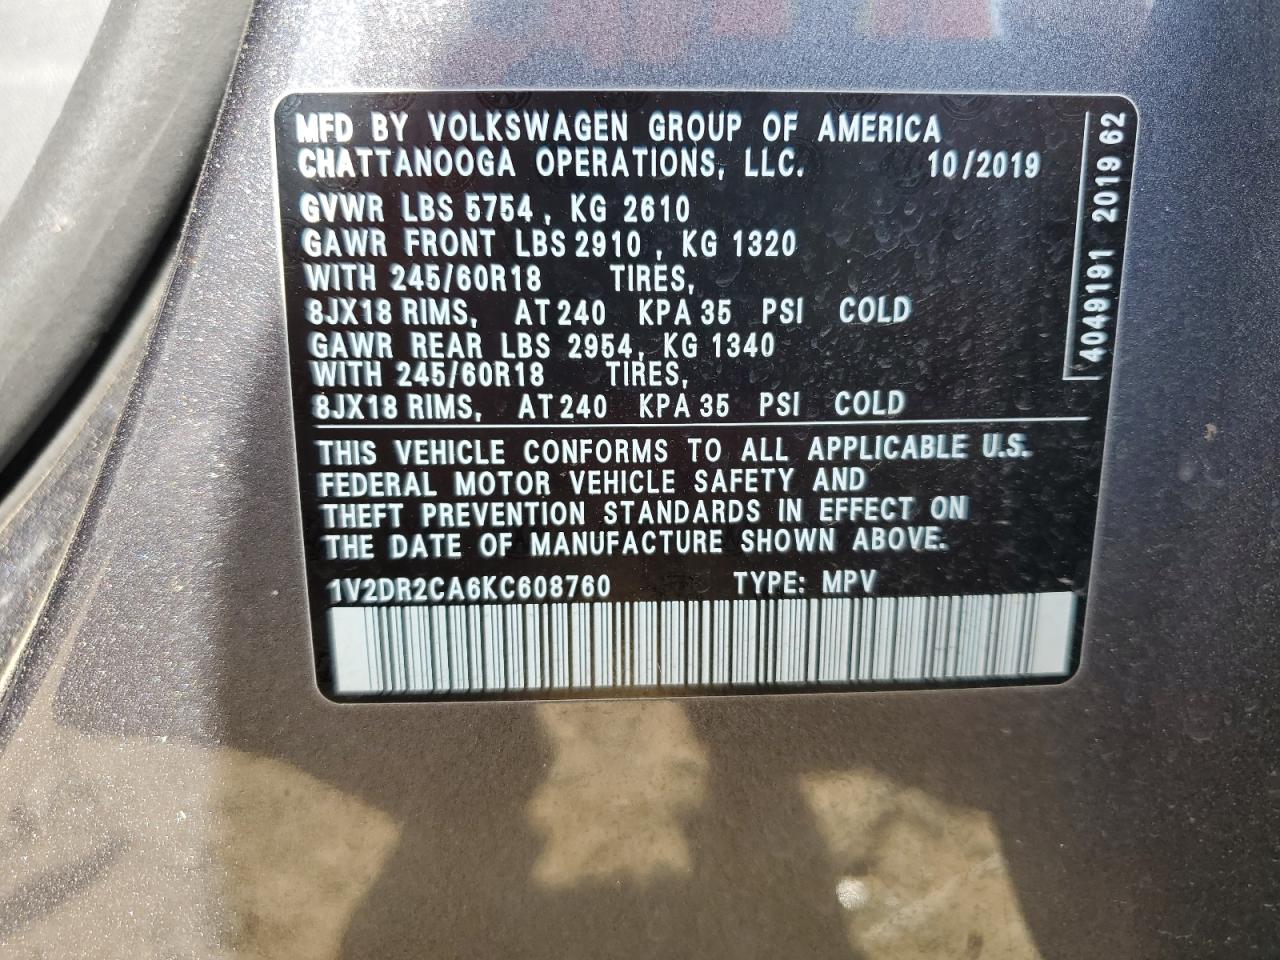 MFD BY VOLKSWAGEN GROUP OF AMERICA
CHATTANOOGA OPERATIONS, LLC. 10/2019
GVWR LBS 5754, KG 2610
GAWR FRONT LBS 2910, KG 1320
WITH 245/60R18 TIRES,
8JX18 RIMS, AT 240 KPA 35 PSI COLD
GAWR REAR LBS 2954, KG 1340
WITH 245/60R18 TIRES,
8JX18 RIMS, AT 240 KPA 35 PSI COLD
THIS VEHICLE CONFORMS TO ALL APPLICABLE U.S.
FEDERAL MOTOR VEHICLE SAFETY AND
THEFT PREVENTION STANDARDS IN EFFECT ON
THE DATE OF MANUFACTURE SHOWN ABOVE.
1V2DR2CA6KC608760 TYPE: MPV
4049191 2019 62